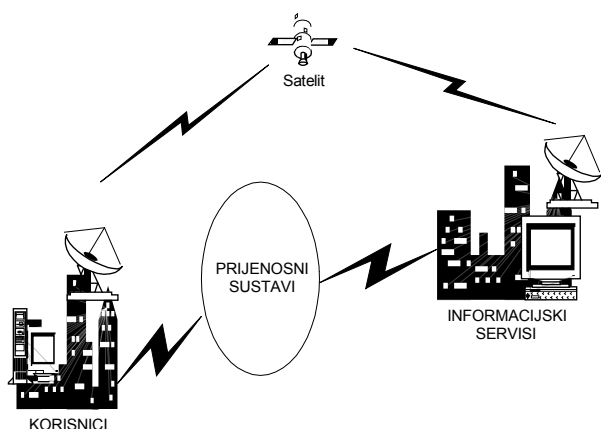 Satelit
PRIJENOSNI
SUSTAVI
INFORMACIJSKI
SERVISI
KORISNICI